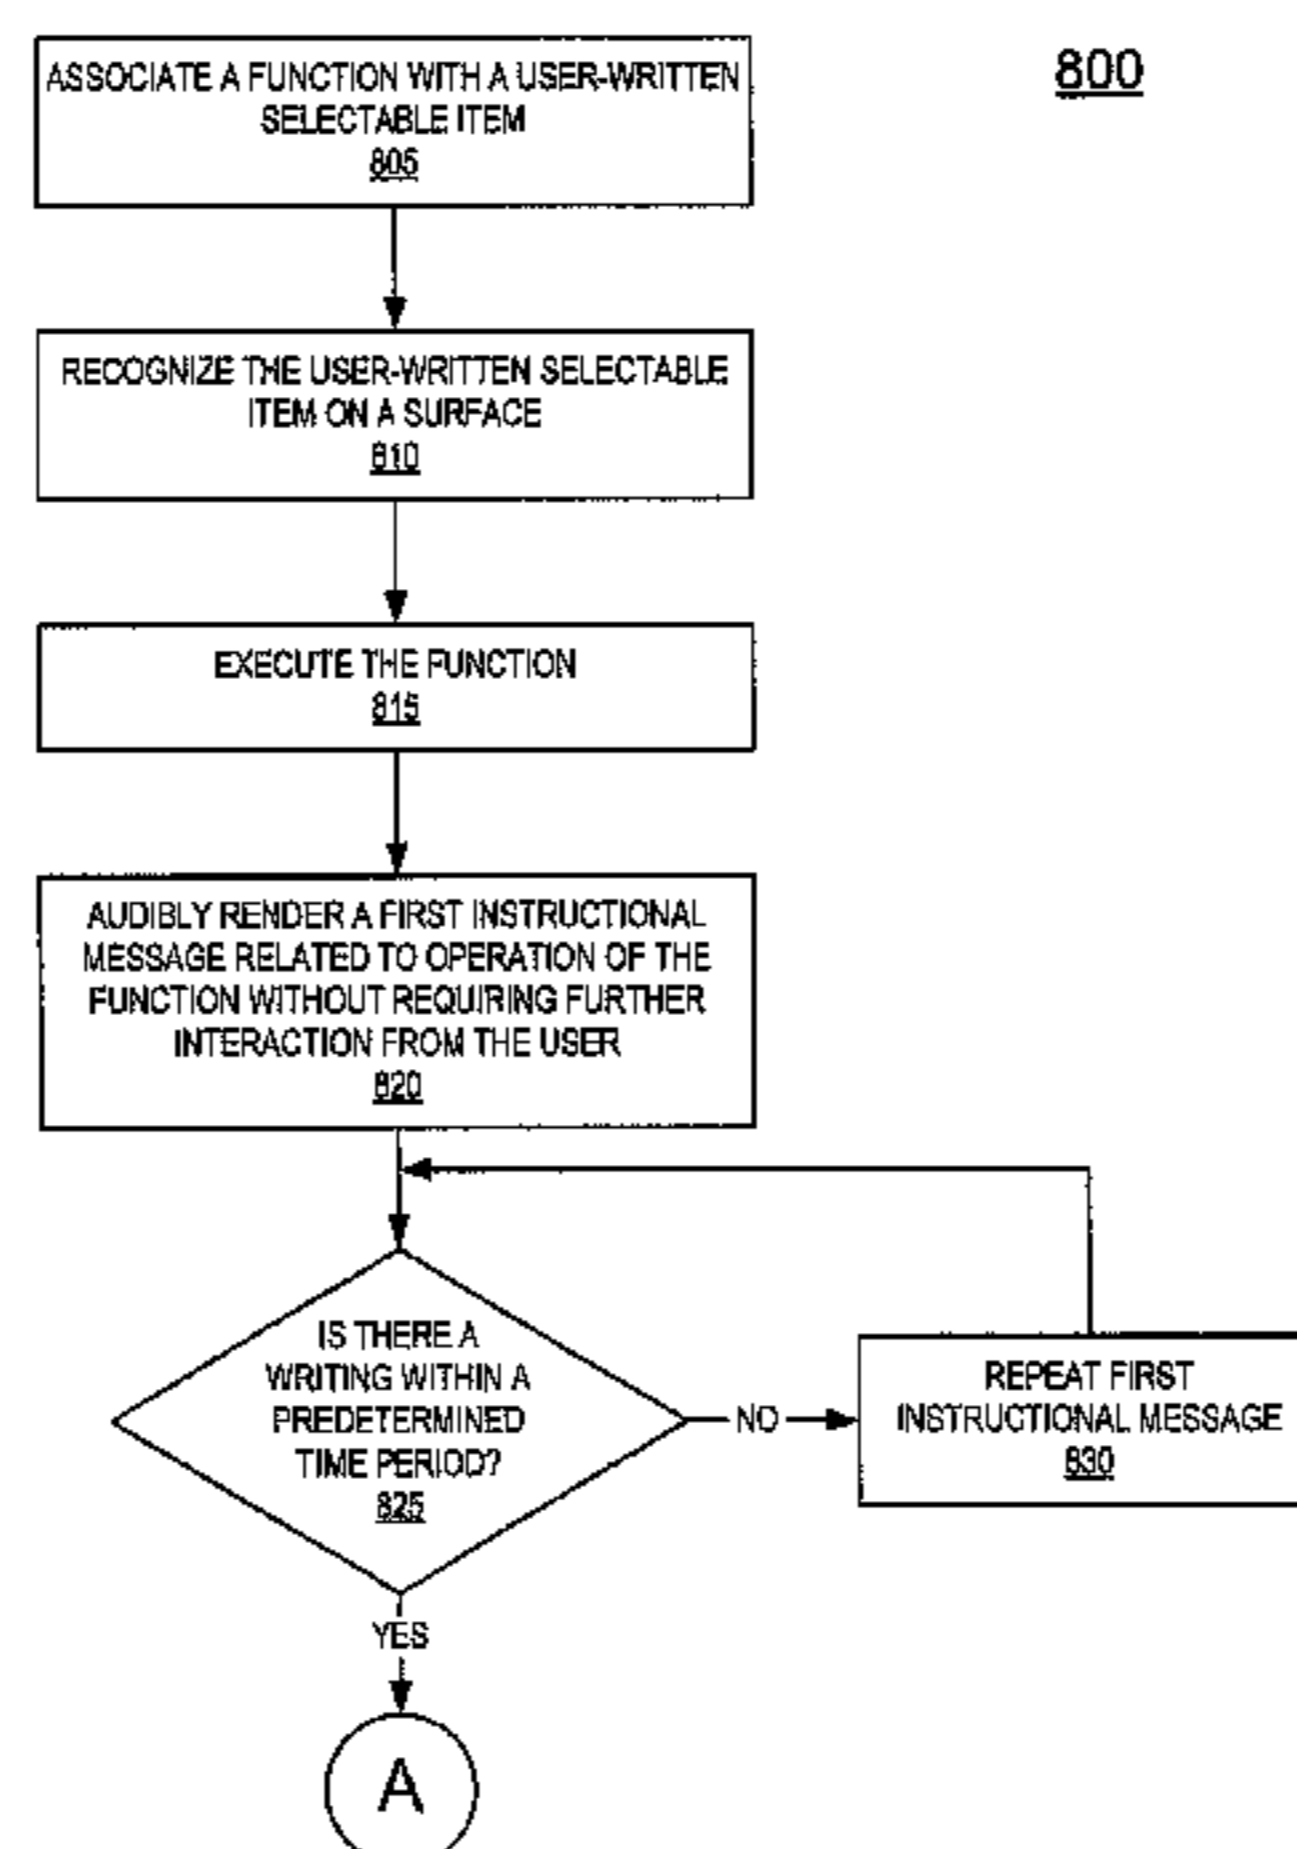 800
ASSOCIATE A FUNCTION WITH A USER-WRITTEN
SELECTABLE ITEM
805
RECOGNIZE THE USER-WRITTEN SELECTABLE
ITEM ON A SURFACE
810
EXECUTE THE FUNCTION
815
AUDIBLY RENDER A FIRST INSTRUCTIONAL
MESSAGE RELATED TO OPERATION OF THE
FUNCTION WITHOUT REQUIRING FURTHER
INTERACTION FROM THE USER
820
IS THERE A
WRITING WITHIN A
PREDETERMINED
TIME PERIOD?
825
NO
REPEAT FIRST
INSTRUCTIONAL MESSAGE
830
YES
A